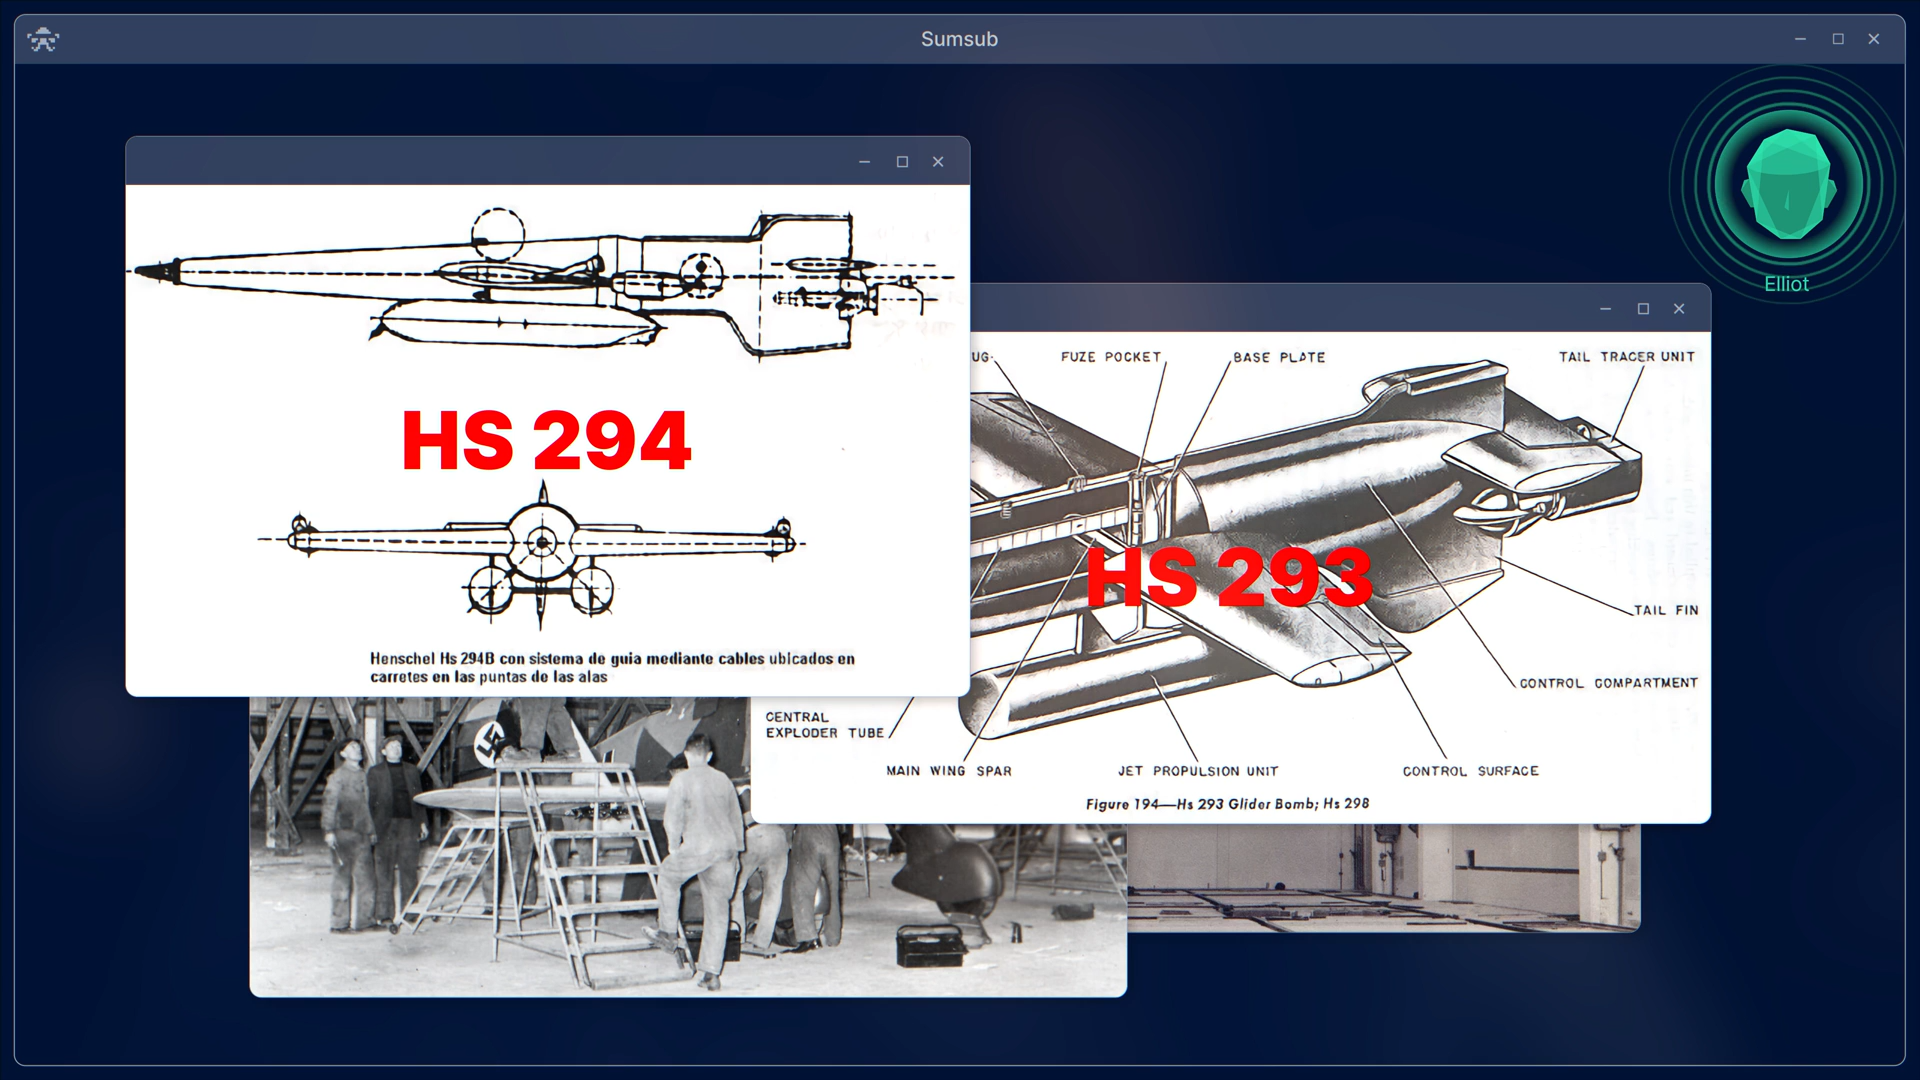 Sumsub
Elliot
HS 294
Henschel Hs 294B con sistema de guia mediante cables ubicados en
carretes en las puntas de las alas
UG-
FUZE POCKET
BASE PLATE
TAIL TRACER UNIT
HS 293
TAIL FIN
CONTROL COMPARTMENT
CENTRAL
EXPLODER TUBE
MAIN WING SPAR
JET PROPULSION UNIT
CONTROL SURFACE
Figure 194—Hs 293 Glider Bomb; Hs 298